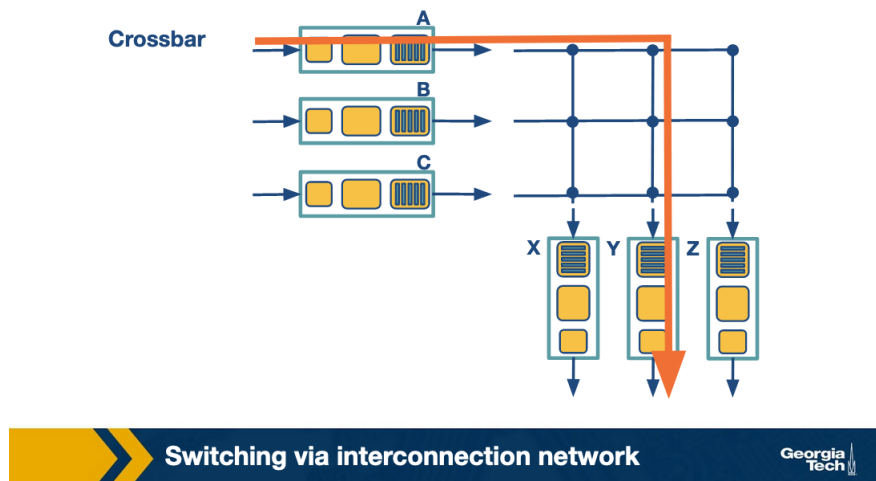 A
Crossbar
B
C
X
Y
Z
Switching via interconnection network
Georgia
Tech